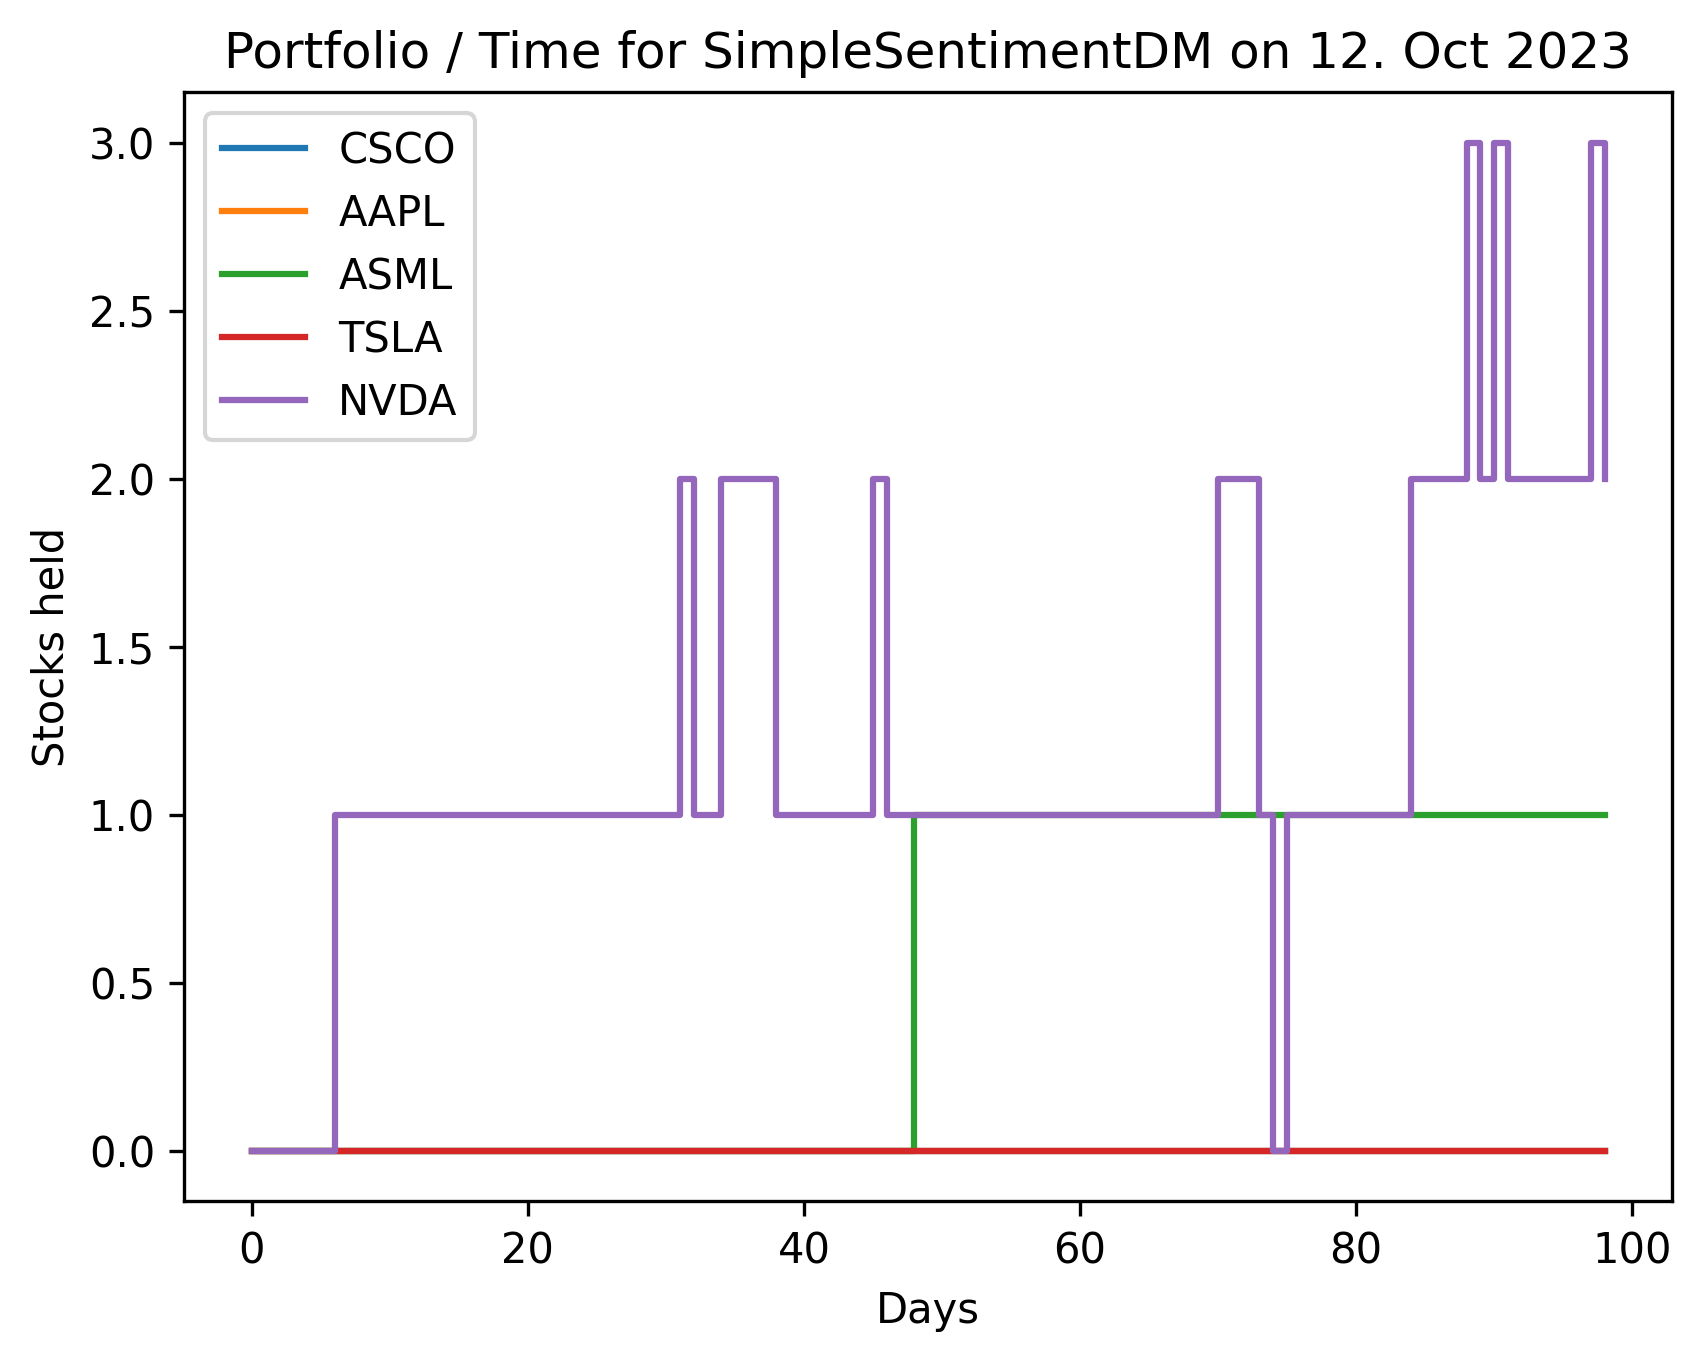 Portfolio / Time for SimpleSentimentDM on 12. Oct 2023
CSCO
AAPL
ASML
TSLA
NVDA
3.0
2.5
2.0
1.5
1.0
0.5
0.0
Stocks held
0 20 40 60 80 100
Days